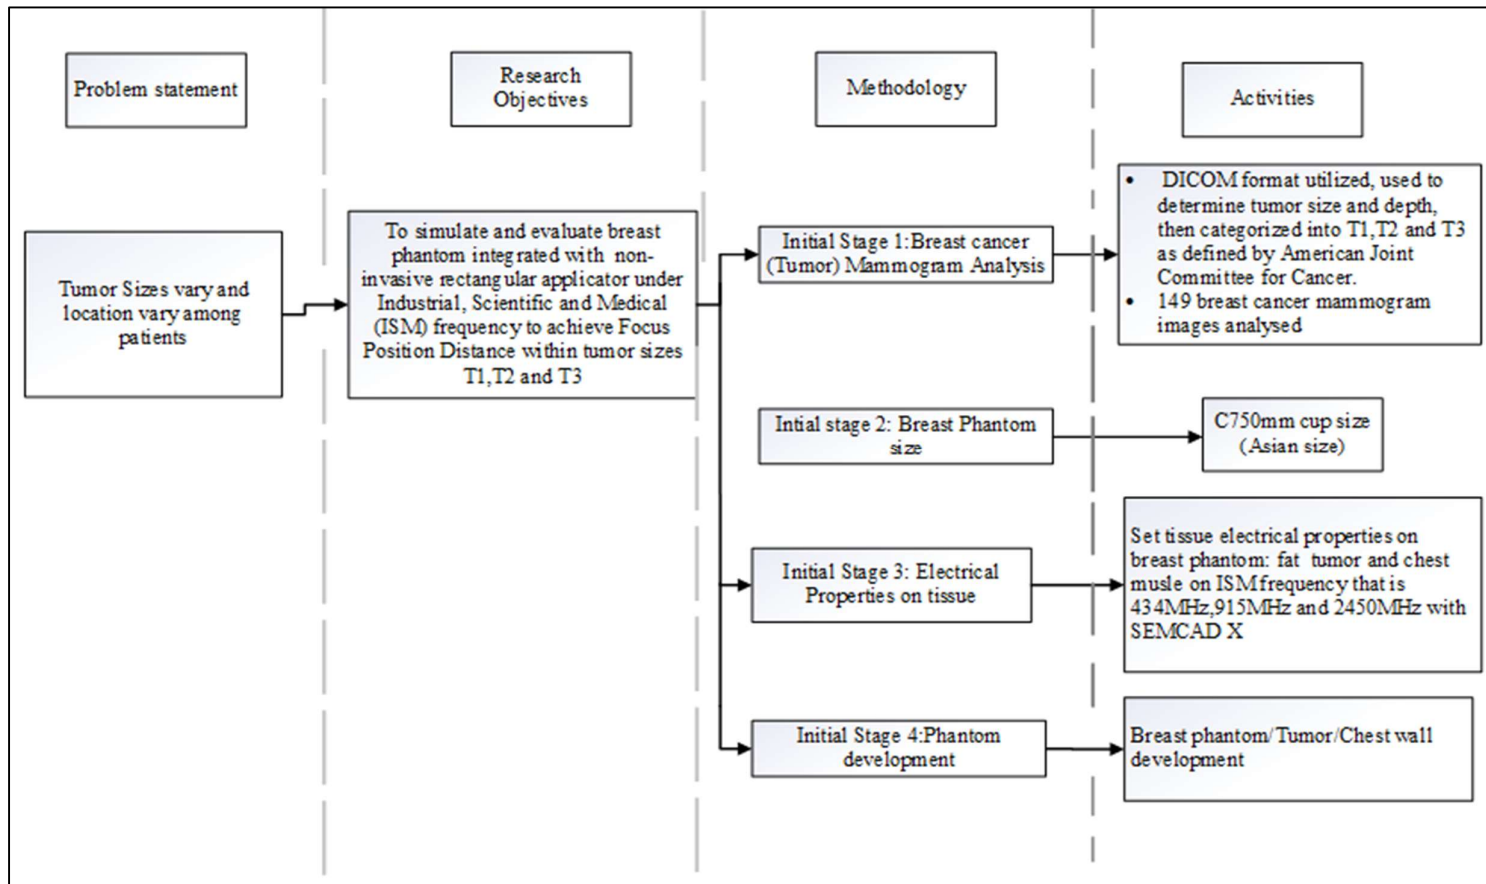 Problem statement
Research
Objectives
Methodology
Activities
Tumor Sizes vary and
location vary among
patients
To simulate and evaluate breast
phantom integrated with non-
invasive rectangular applicator under
Industrial, Scientific and Medical
(ISM) frequency to achieve Focus
Position Distance within tumor sizes
T1,T2 and T3
Initial Stage 1:Breast cancer
(Tumor) Mammogram Analysis
• DICOM format utilized, used to
determine tumor size and depth,
then categorized into T1,T2 and T3
as defined by American Joint
Committee for Cancer.
• 149 breast cancer mammogram
images analysed
Intial stage 2: Breast Phantom
size
C750mm cup size
(Asian size)
Initial Stage 3: Electrical
Properties on tissue
Set tissue electrical properties on
breast phantom: fat tumor and chest
musle on ISM frequency that is
434MHz,915MHz and 2450MHz with
SEMCAD X
Initial Stage 4:Phantom
development
Breast phantom/Tumor/Chest wall
development